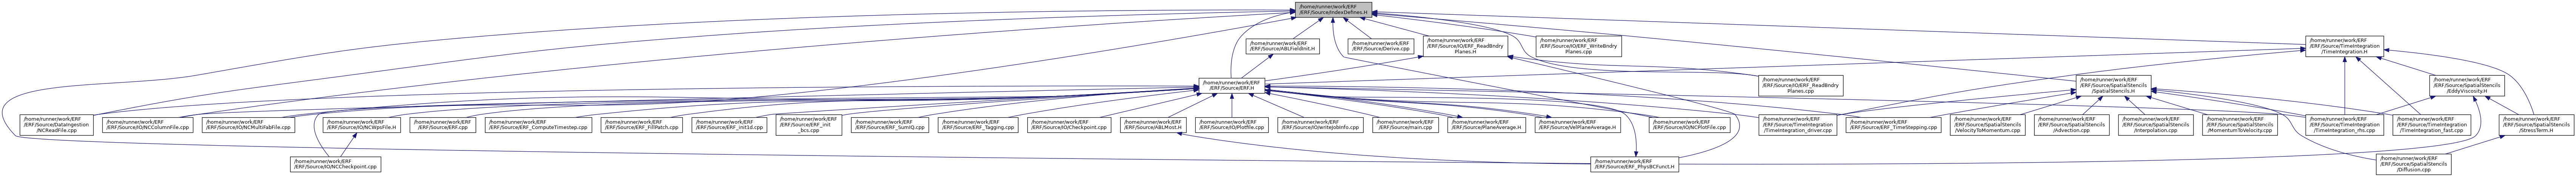 /home/runner/work/ERF
/ERF/Source/IndexDefines.H
/home/runner/work/ERF
/ERF/Source/ABLFieldInit.H
/home/runner/work/ERF
/ERF/Source/Derive.cpp
/home/runner/work/ERF
/ERF/Source/IO/ERF_ReadBndry
Planes.H
/home/runner/work/ERF
/ERF/Source/IO/ERF_WriteBndry
Planes.cpp
/home/runner/work/ERF
/ERF/Source/TimeIntegration
/TimeIntegration.H
/home/runner/work/ERF
/ERF/Source/ERF.H
/home/runner/work/ERF
/ERF/Source/IO/ERF_ReadBndry
Planes.cpp
/home/runner/work/ERF
/ERF/Source/SpatialStencils
/SpatialStencils.H
/home/runner/work/ERF
/ERF/Source/SpatialStencils
/EddyViscosity.H
/home/runner/work/ERF
/ERF/Source/DataIngestion
/NCReadFile.cpp
/home/runner/work/ERF
/ERF/Source/IO/NCColumnFile.cpp
/home/runner/work/ERF
/ERF/Source/IO/NCMultiFabFile.cpp
/home/runner/work/ERF
/ERF/Source/IO/NCWpsFile.H
/home/runner/work/ERF
/ERF/Source/ERF.cpp
/home/runner/work/ERF
/ERF/Source/ERF_ComputeTimestep.cpp
/home/runner/work/ERF
/ERF/Source/ERF_FillPatch.cpp
/home/runner/work/ERF
/ERF/Source/ERF_init1d.cpp
/home/runner/work/ERF
/ERF/Source/ERF_init
_bcs.cpp
/home/runner/work/ERF
/ERF/Source/ERF_SumIQ.cpp
/home/runner/work/ERF
/ERF/Source/ERF_Tagging.cpp
/home/runner/work/ERF
/ERF/Source/IO/Checkpoint.cpp
/home/runner/work/ERF
/ERF/Source/ABLMost.H
/home/runner/work/ERF
/ERF/Source/IO/Plotfile.cpp
/home/runner/work/ERF
/ERF/Source/IO/writeJobInfo.cpp
/home/runner/work/ERF
/ERF/Source/main.cpp
/home/runner/work/ERF
/ERF/Source/PlaneAverage.H
/home/runner/work/ERF
/ERF/Source/VelPlaneAverage.H
/home/runner/work/ERF
/ERF/Source/IO/NCPlotFile.cpp
/home/runner/work/ERF
/ERF/Source/TimeIntegration
/TimeIntegration_driver.cpp
/home/runner/work/ERF
/ERF/Source/ERF_TimeStepping.cpp
/home/runner/work/ERF
/ERF/Source/SpatialStencils
/VelocityToMomentum.cpp
/home/runner/work/ERF
/ERF/Source/SpatialStencils
/Advection.cpp
/home/runner/work/ERF
/ERF/Source/SpatialStencils
/Interpolation.cpp
/home/runner/work/ERF
/ERF/Source/SpatialStencils
/MomentumToVelocity.cpp
/home/runner/work/ERF
/ERF/Source/TimeIntegration
/TimeIntegration_rhs.cpp
/home/runner/work/ERF
/ERF/Source/TimeIntegration
/TimeIntegration_fast.cpp
/home/runner/work/ERF
/ERF/Source/SpatialStencils
/StressTerm.H
/home/runner/work/ERF
/ERF/Source/IO/NCCheckpoint.cpp
/home/runner/work/ERF
/ERF/Source/ERF_PhysBCFunct.H
/home/runner/work/ERF
/ERF/Source/SpatialStencils
/Diffusion.cpp